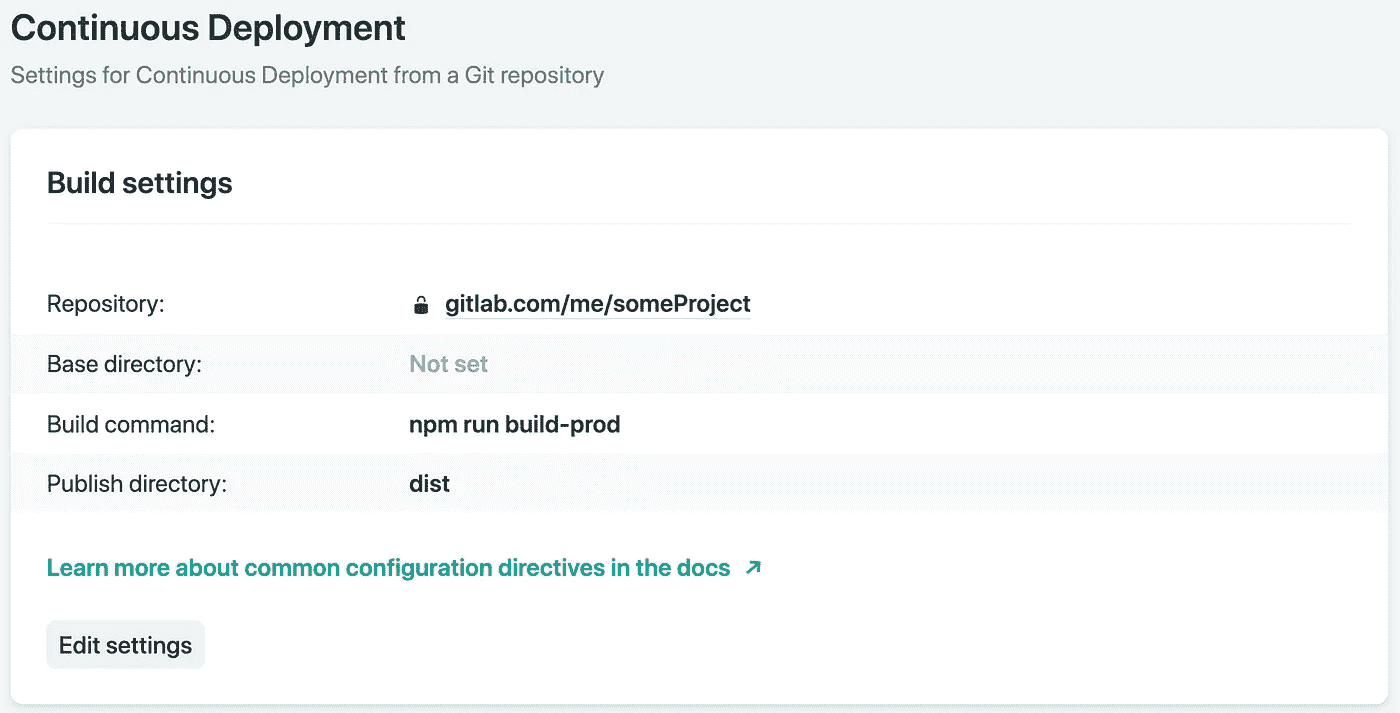 Continuous Deployment
Settings for Continuous Deployment from a Git repository
Build settings
Repository: gitlab.com/me/someProject
Base directory: Not set
Build command: npm run build-prod
Publish directory: dist
Learn more about common configuration directives in the docs ↗
Edit settings